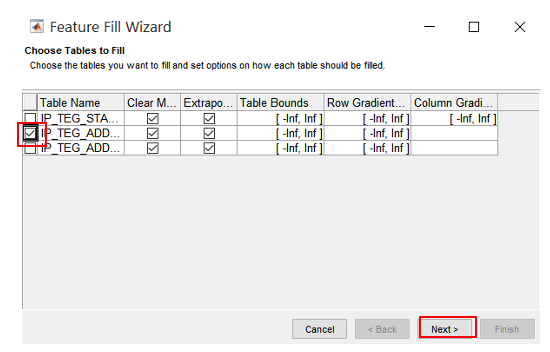 Feature Fill Wizard
Choose Tables to Fill
Choose the tables you want to fill and set options on how each table should be filled.
Table Name Clear M... Extrapo... Table Bounds Row Gradient... Column Gradi...
IP_TEG_STA... [ -Inf, Inf ] [ -Inf, Inf ] [ -Inf, Inf ]
IP_TEG_ADD... [ -Inf, Inf ] [ -Inf, Inf ]
IP_TEG_ADD... [ -Inf, Inf ] [ -Inf, Inf ]
Cancel < Back Next > Finish